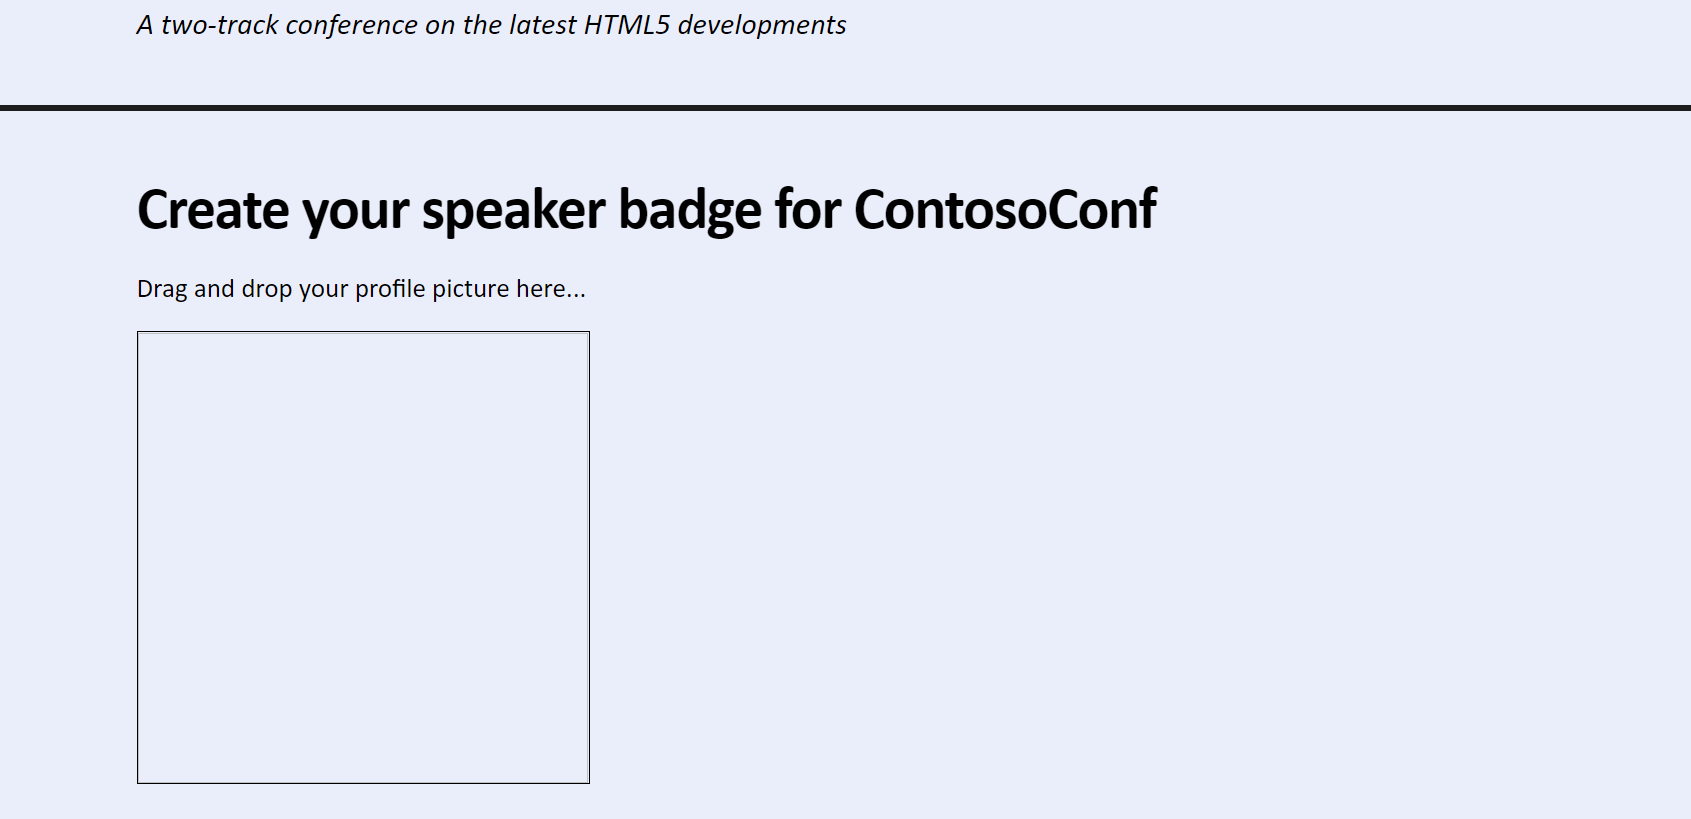 A two-track conference on the latest HTML5 developments
Create your speaker badge for ContosoConf
Drag and drop your profile picture here...